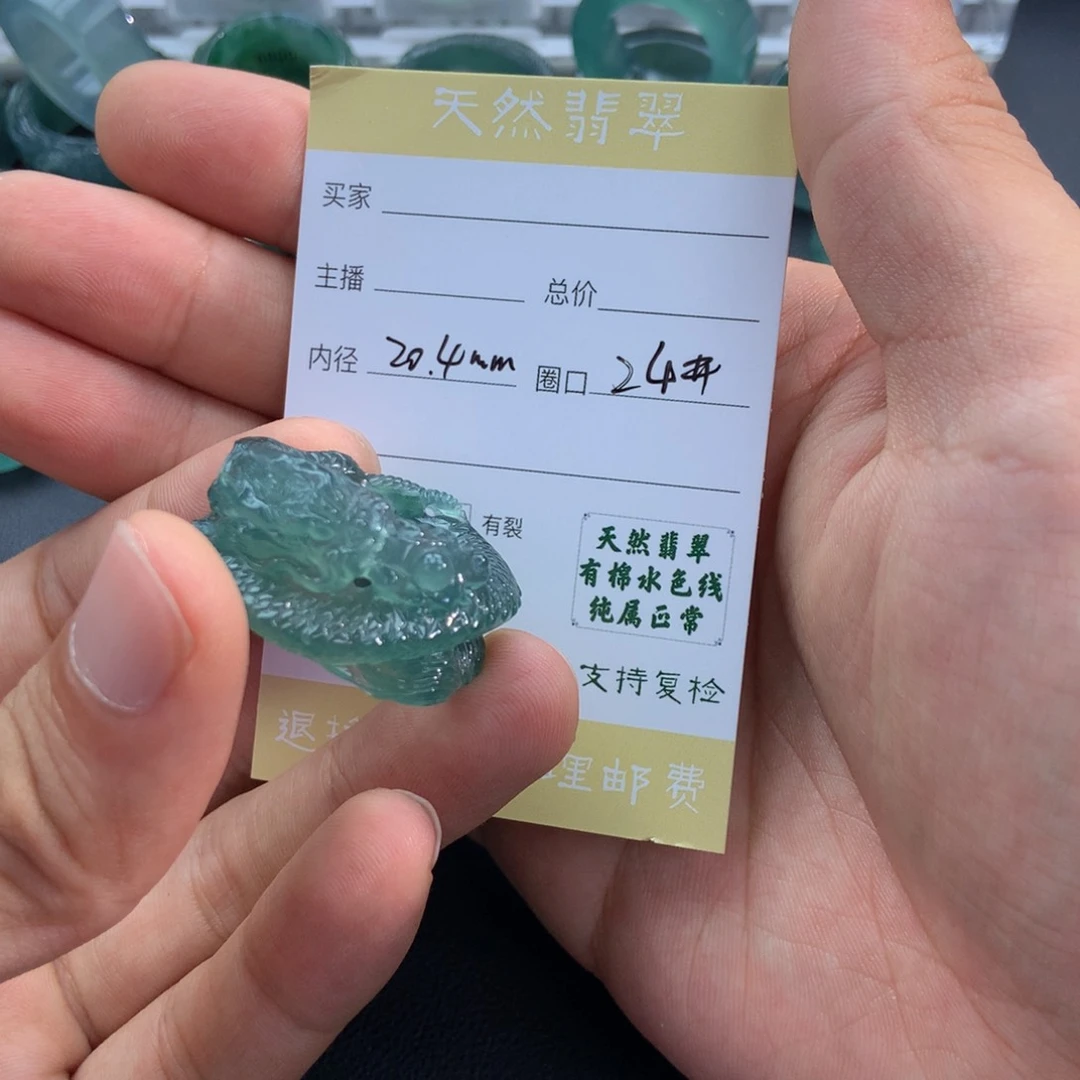 天然翡翠
买家
主播 总价
内径 20.4mm 圈口 24#
有裂
天然翡翠
有棉水色线
纯属正常
支持复检
退 理邮费